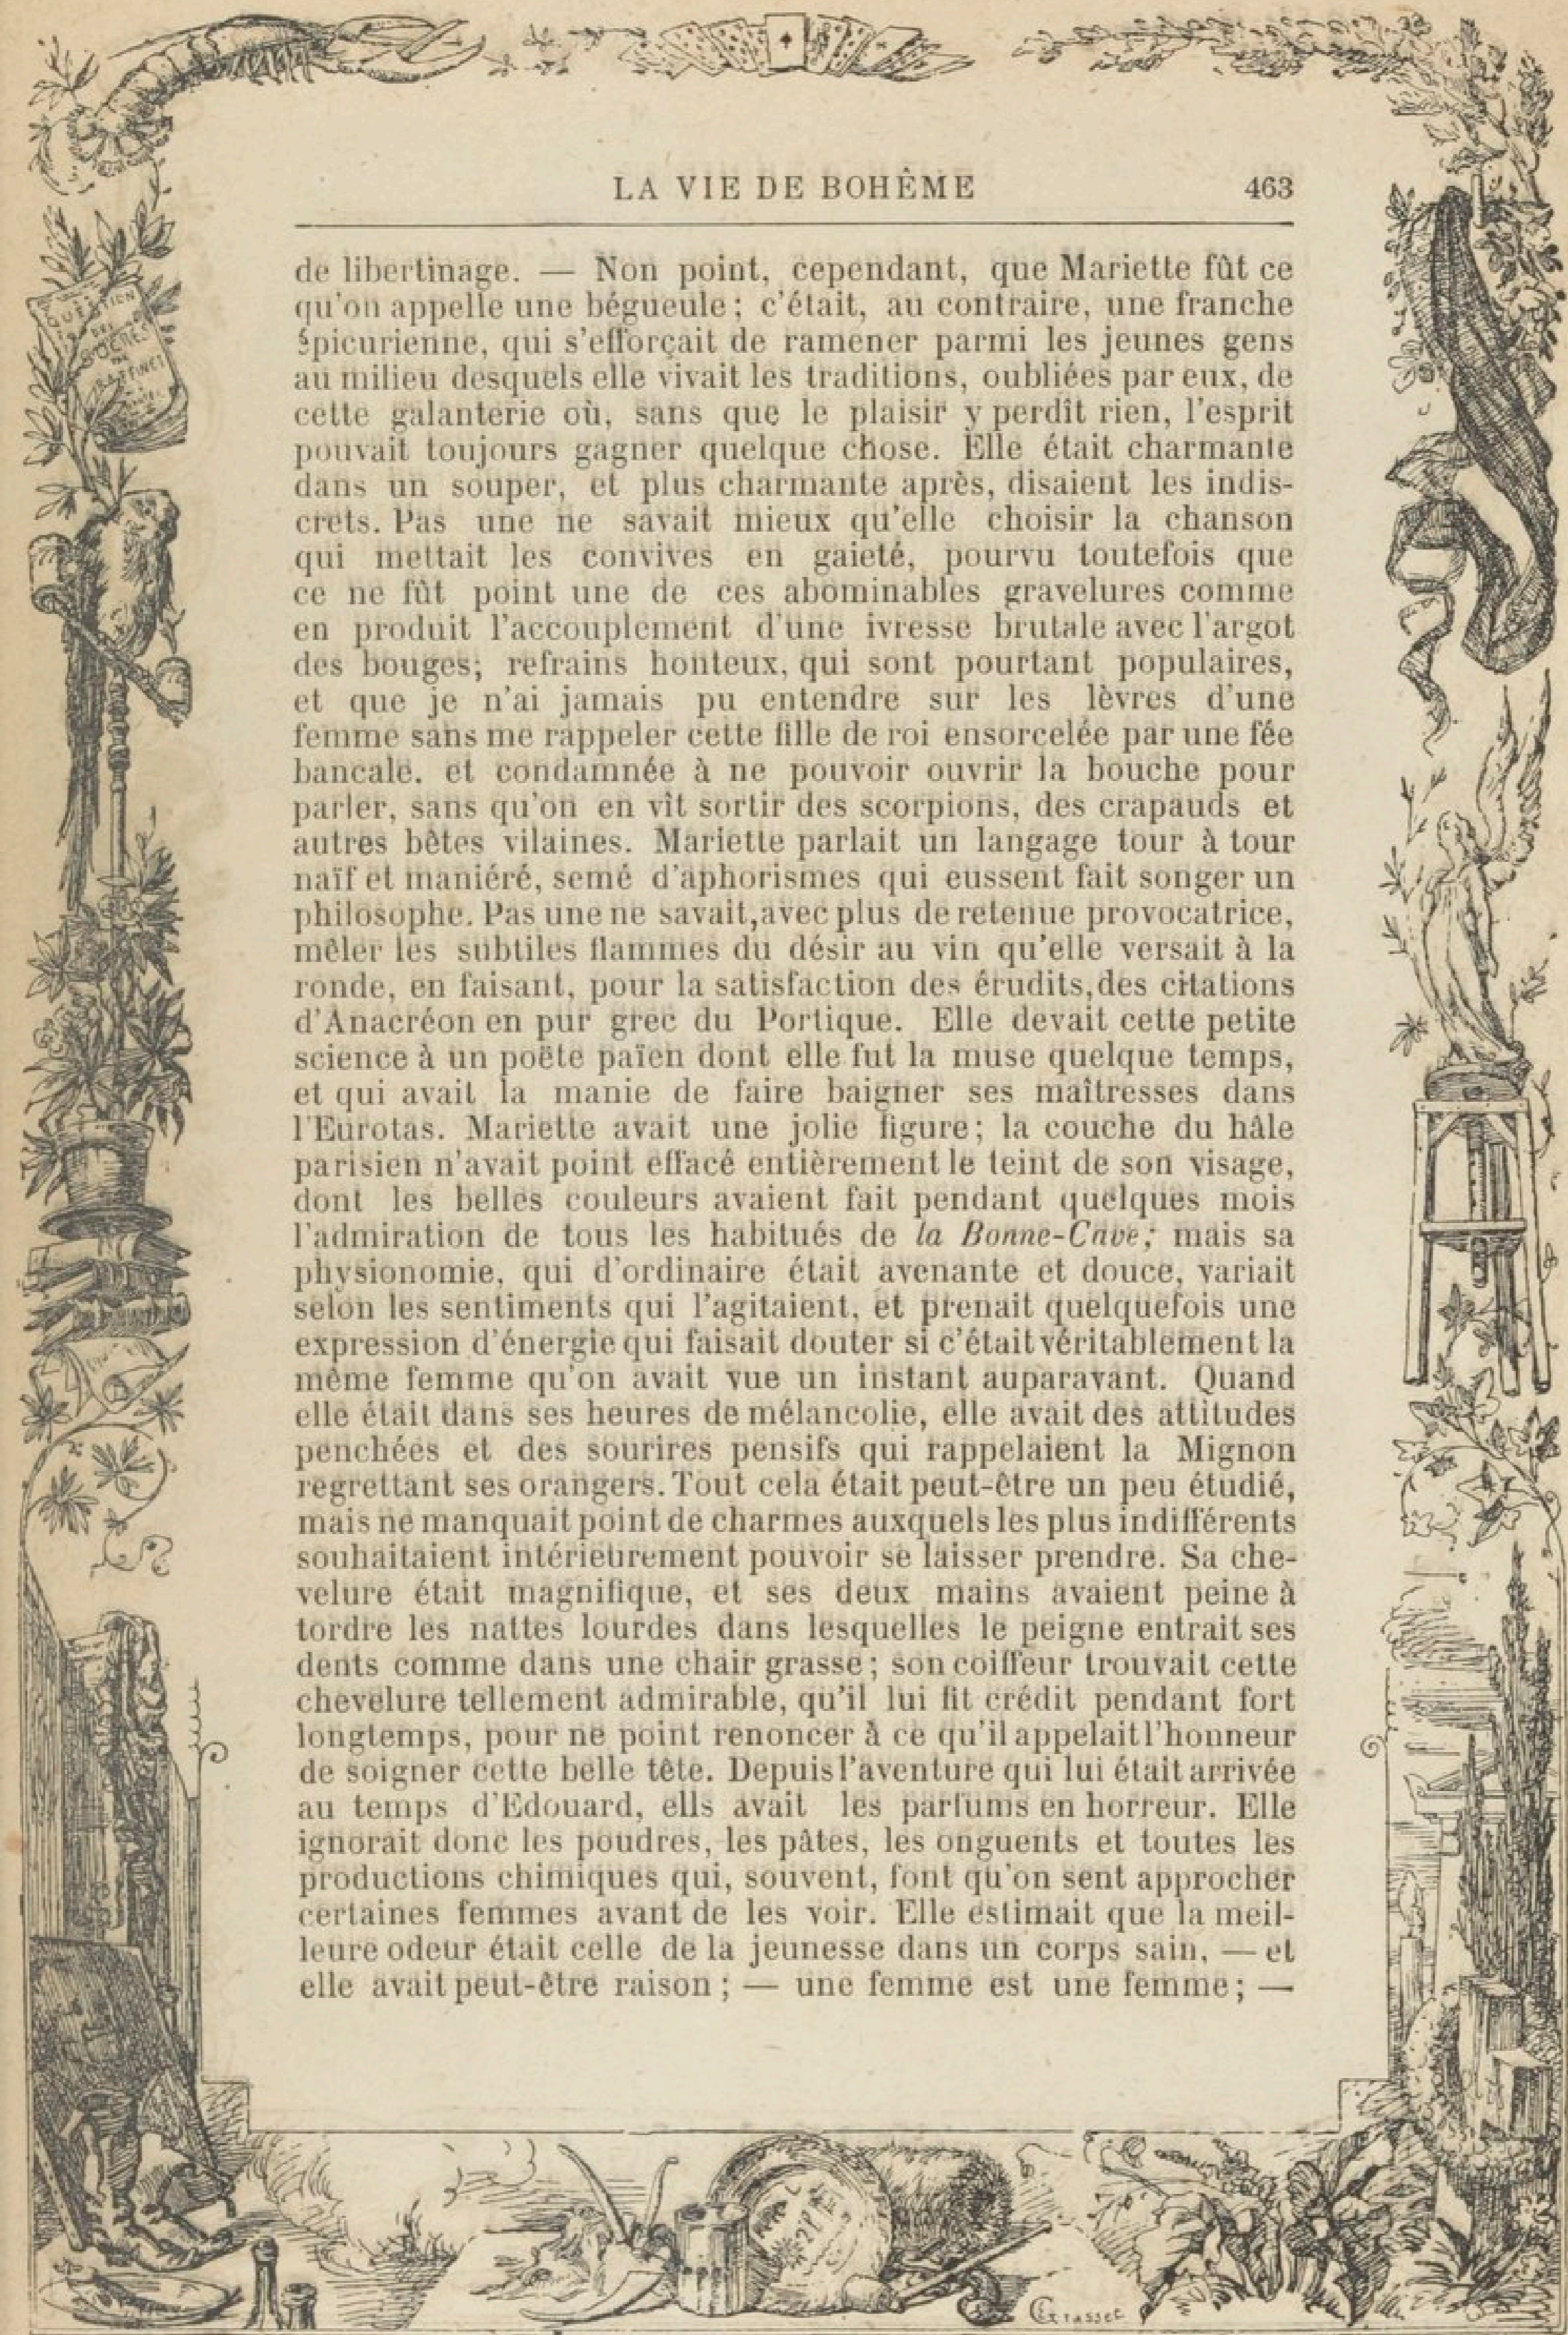 LA VIE DE BOHÊME 463
de libertinage. — Non point, cependant, que Mariette fût ce
qu'on appelle une bégueule ; c'était, au contraire, une franche
épicurienne, qui s'efforçait de ramener parmi les jeunes gens
au milieu desquels elle vivait les traditions, oubliées par eux, de
cette galanterie où, sans que le plaisir y perdît rien, l'esprit
pouvait toujours gagner quelque chose. Elle était charmante
dans un souper, et plus charmante après, disaient les indis-
crets. Pas une ne savait mieux qu'elle choisir la chanson
qui mettait les convives en gaieté, pourvu toutefois que
ce ne fût point une de ces abominables gravelures comme
en produit l'accouplement d'une ivresse brutale avec l'argot
des bouges; refrains honteux, qui sont pourtant populaires,
et que je n'ai jamais pu entendre sur les lèvres d'une
femme sans me rappeler cette fille de roi ensorcelée par une fée
bancale. et condamnée à ne pouvoir ouvrir la bouche pour
parler, sans qu'on en vît sortir des scorpions, des crapauds et
autres bêtes vilaines. Mariette parlait un langage tour à tour
naïf et maniéré, semé d'aphorismes qui eussent fait songer un
philosophe. Pas une ne savait, avec plus de retenue provocatrice,
mêler les subtiles flammes du désir au vin qu'elle versait à la
ronde, en faisant, pour la satisfaction des érudits, des citations
d'Anacréon en pur grec du Portique. Elle devait cette petite
science à un poëte païen dont elle fut la muse quelque temps,
et qui avait la manie de faire baigner ses maîtresses dans
l'Eurotas. Mariette avait une jolie figure; la couche du hâle
parisien n'avait point effacé entièrement le teint de son visage,
dont les belles couleurs avaient fait pendant quelques mois
l'admiration de tous les habitués de la Bonne-Cave; mais sa
physionomie, qui d'ordinaire était avenante et douce, variait
selon les sentiments qui l'agitaient, et prenait quelquefois une
expression d'énergie qui faisait douter si c'était véritablement la
même femme qu'on avait vue un instant auparavant. Quand
elle était dans ses heures de mélancolie, elle avait des attitudes
penchées et des sourires pensifs qui rappelaient la Mignon
regrettant ses orangers. Tout cela était peut-être un peu étudié,
mais ne manquait point de charmes auxquels les plus indifférents
souhaitaient intérieurement pouvoir se laisser prendre. Sa che-
velure était magnifique, et ses deux mains avaient peine à
tordre les nattes lourdes dans lesquelles le peigne entrait ses
dents comme dans une chair grasse ; son coiffeur trouvait cette
chevelure tellement admirable, qu'il lui fit crédit pendant fort
longtemps, pour ne point renoncer à ce qu'il appelait l'honneur
de soigner cette belle tête. Depuis l'aventure qui lui était arrivée
au temps d'Edouard, ells avait les parfums en horreur. Elle
ignorait donc les poudres, les pâtes, les onguents et toutes les
productions chimiques qui, souvent, font qu'on sent approcher
certaines femmes avant de les voir. Elle estimait que la meil-
leure odeur était celle de la jeunesse dans un corps sain, — et
elle avait peut-être raison ; — une femme est une femme ; —
Grasset